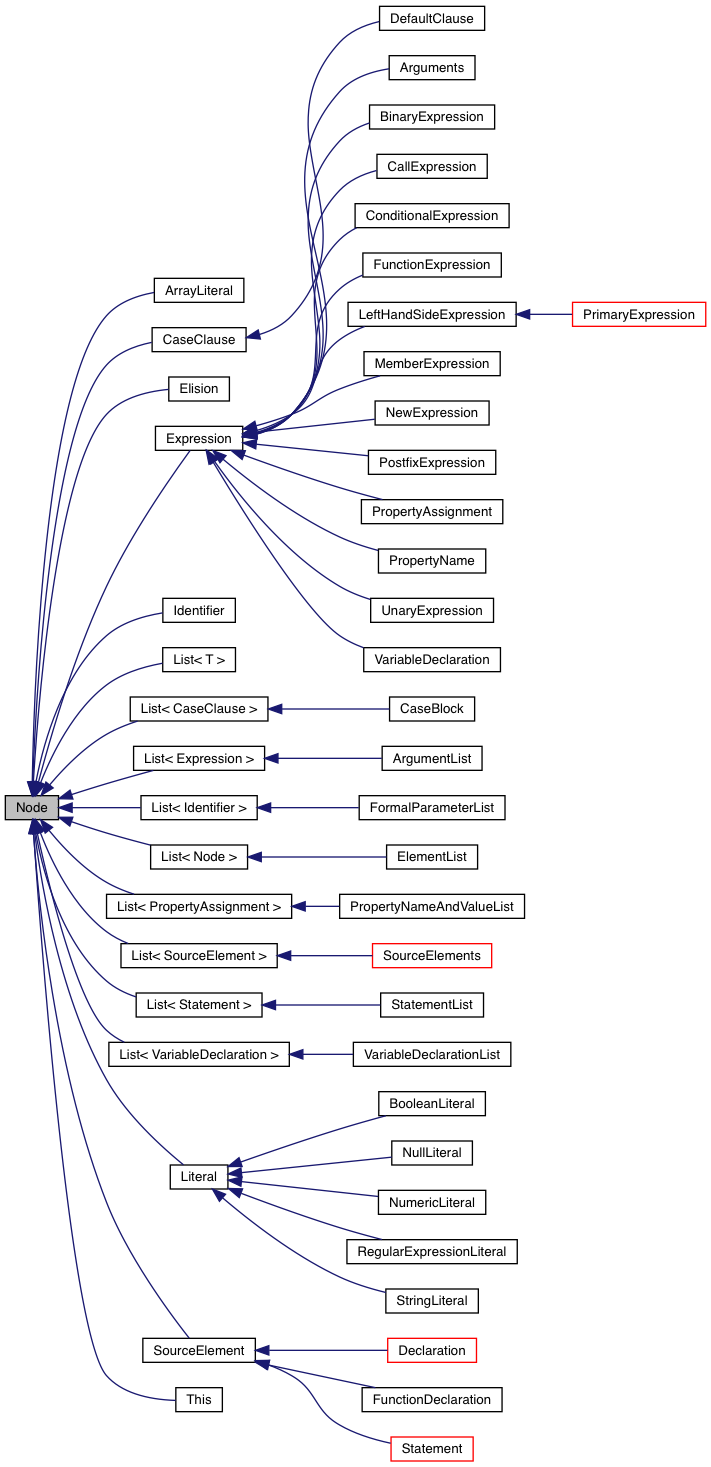 DefaultClause
Arguments
BinaryExpression
CallExpression
ConditionalExpression
FunctionExpression
ArrayLiteral
LeftHandSideExpression
PrimaryExpression
CaseClause
MemberExpression
Elision
NewExpression
Expression
PostfixExpression
PropertyAssignment
PropertyName
Identifier
UnaryExpression
List< T >
VariableDeclaration
List< CaseClause >
CaseBlock
List< Expression >
ArgumentList
Node
List< Identifier >
FormalParameterList
List< Node >
ElementList
List< PropertyAssignment >
PropertyNameAndValueList
List< SourceElement >
SourceElements
List< Statement >
StatementList
List< VariableDeclaration >
VariableDeclarationList
BooleanLiteral
NullLiteral
Literal
NumericLiteral
RegularExpressionLiteral
StringLiteral
SourceElement
Declaration
This
FunctionDeclaration
Statement